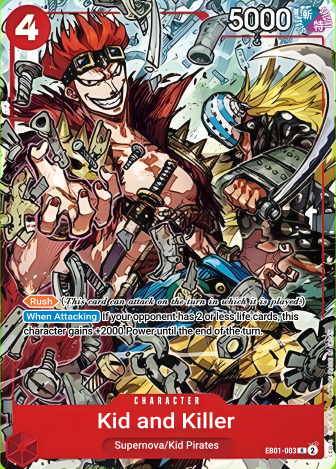 4
5000
斬
特
Rush (This card can attack on the turn in which it is played.)
When Attacking If your opponent has 2 or less life cards, this
character gains +2000 Power until the end of the turn.
CHARACTER
Kid and Killer
Supernova/Kid Pirates
EB01-003 R 2